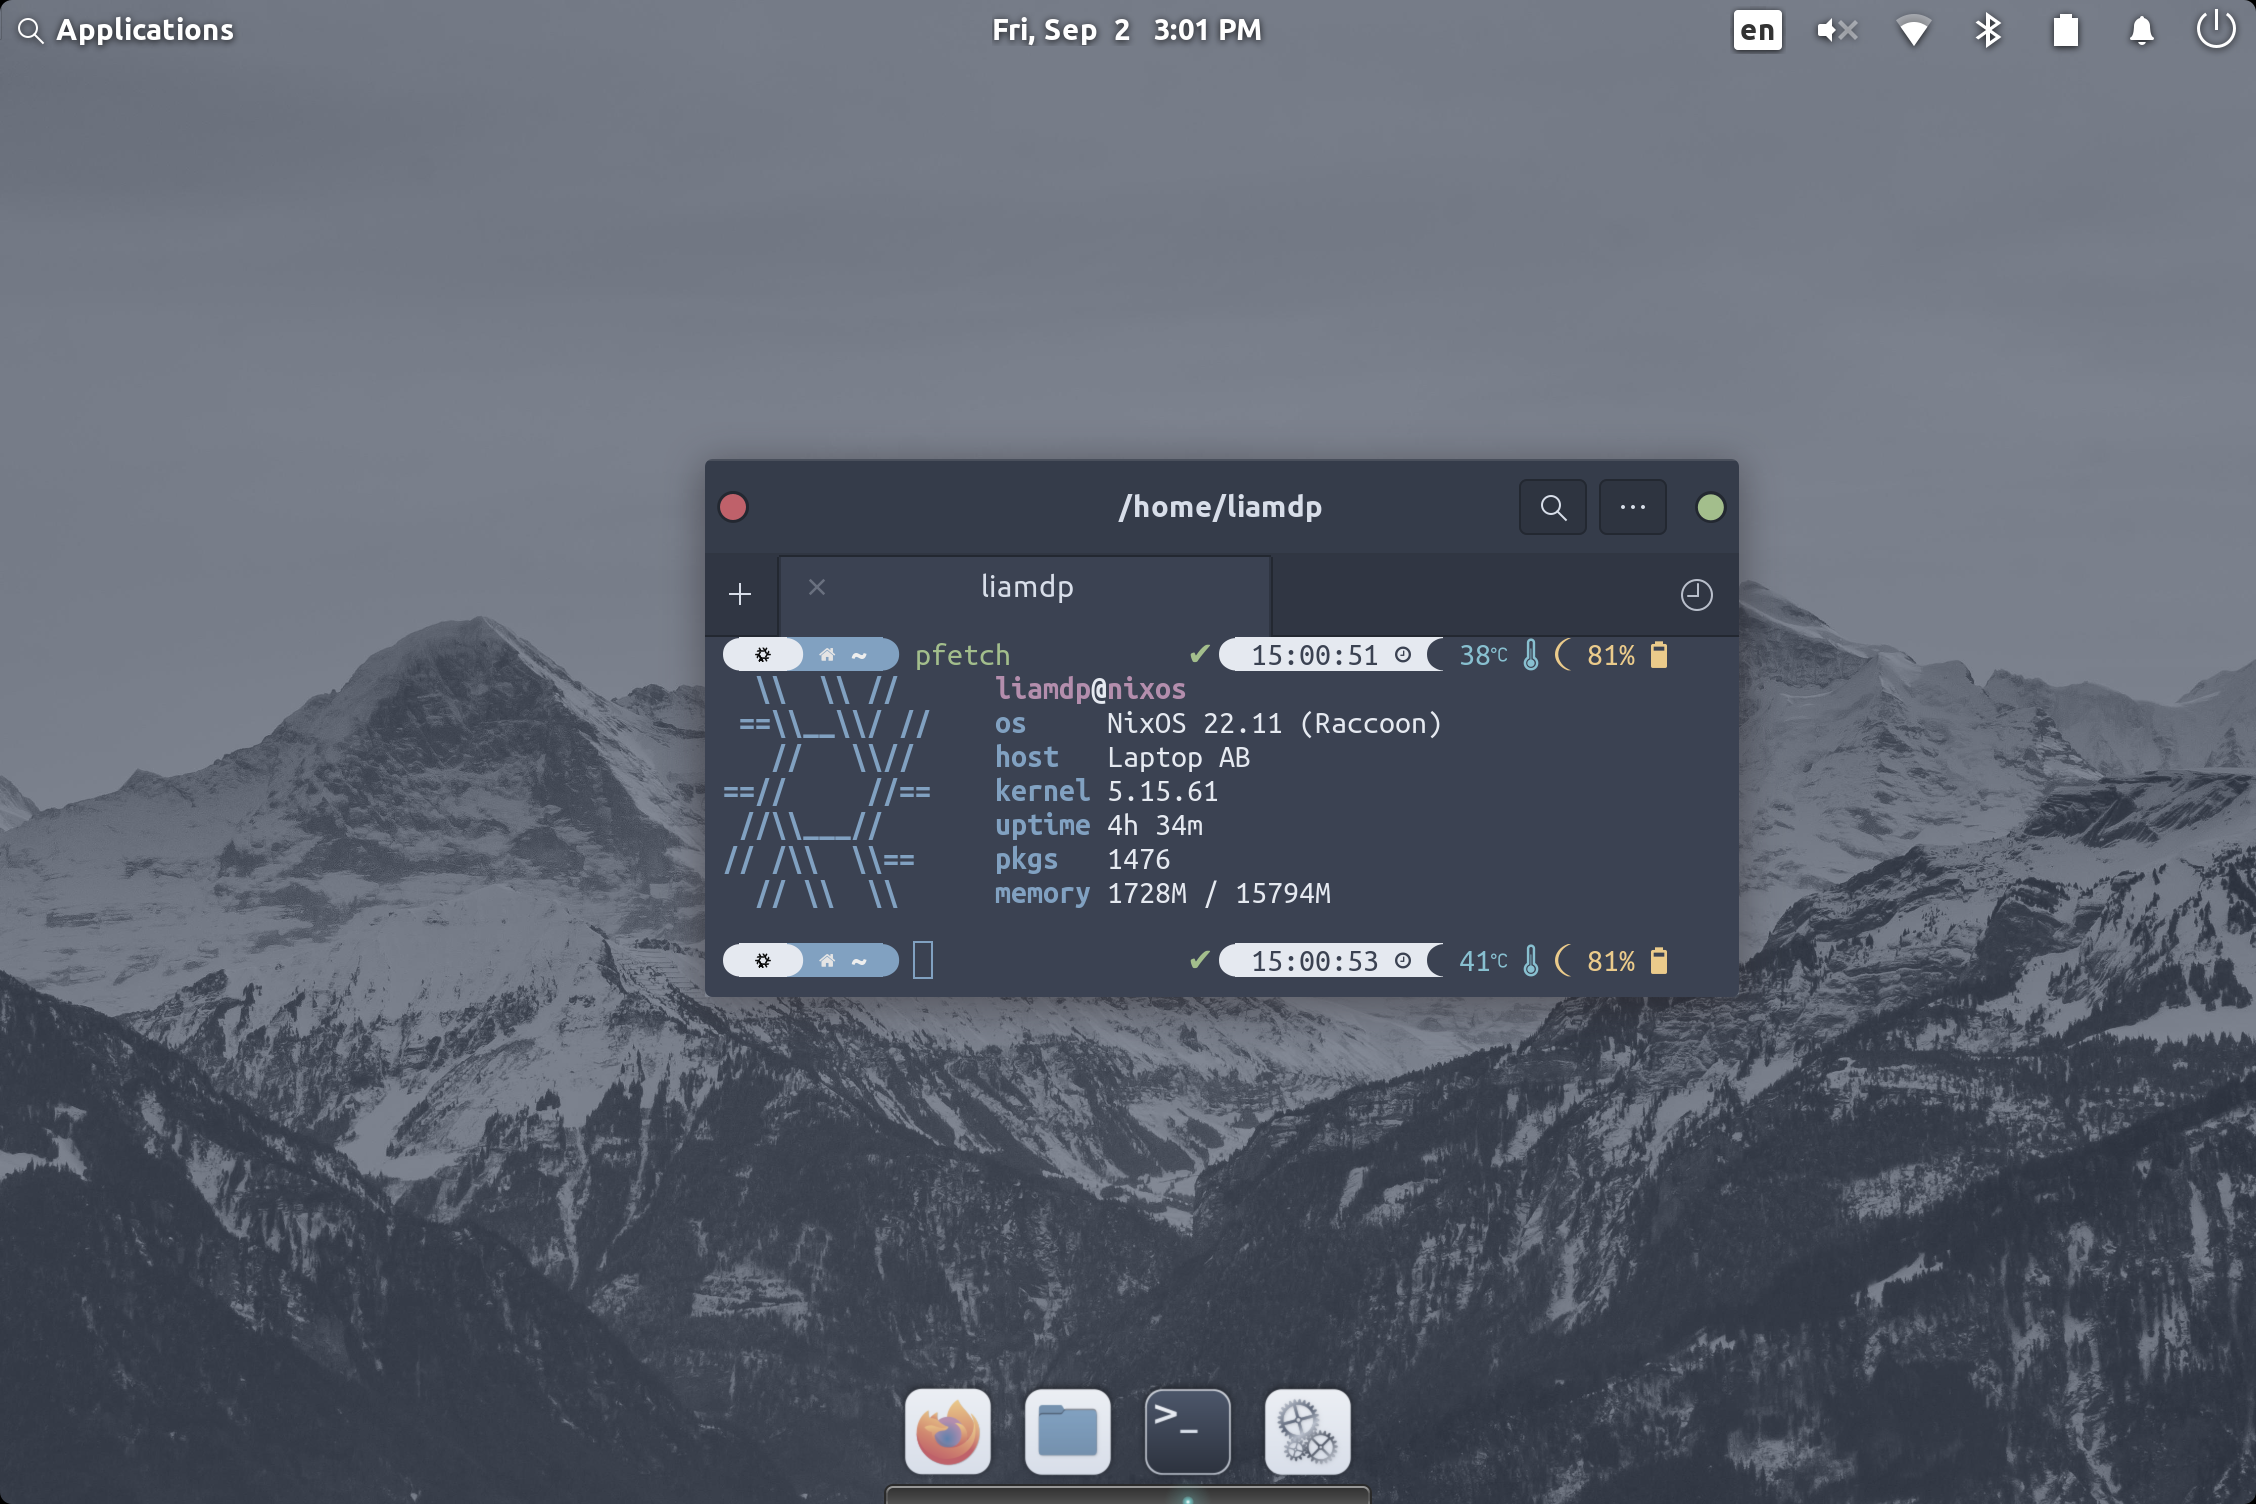 Applications
Fri, Sep 2 3:01 PM
en
/home/liamdp
liamdp
~ pfetch ✔ 15:00:51 38°C 81%
  \\  \\ //     liamdp@nixos
 ==\\__\\/ //    os     NixOS 22.11 (Raccoon)
   //   \\//     host   Laptop AB
==//     //==    kernel 5.15.61
 //\\___//       uptime 4h 34m
// /\\  \\==     pkgs   1476
  // \\  \\      memory 1728M / 15794M
~ ✔ 15:00:53 41°C 81%
>_